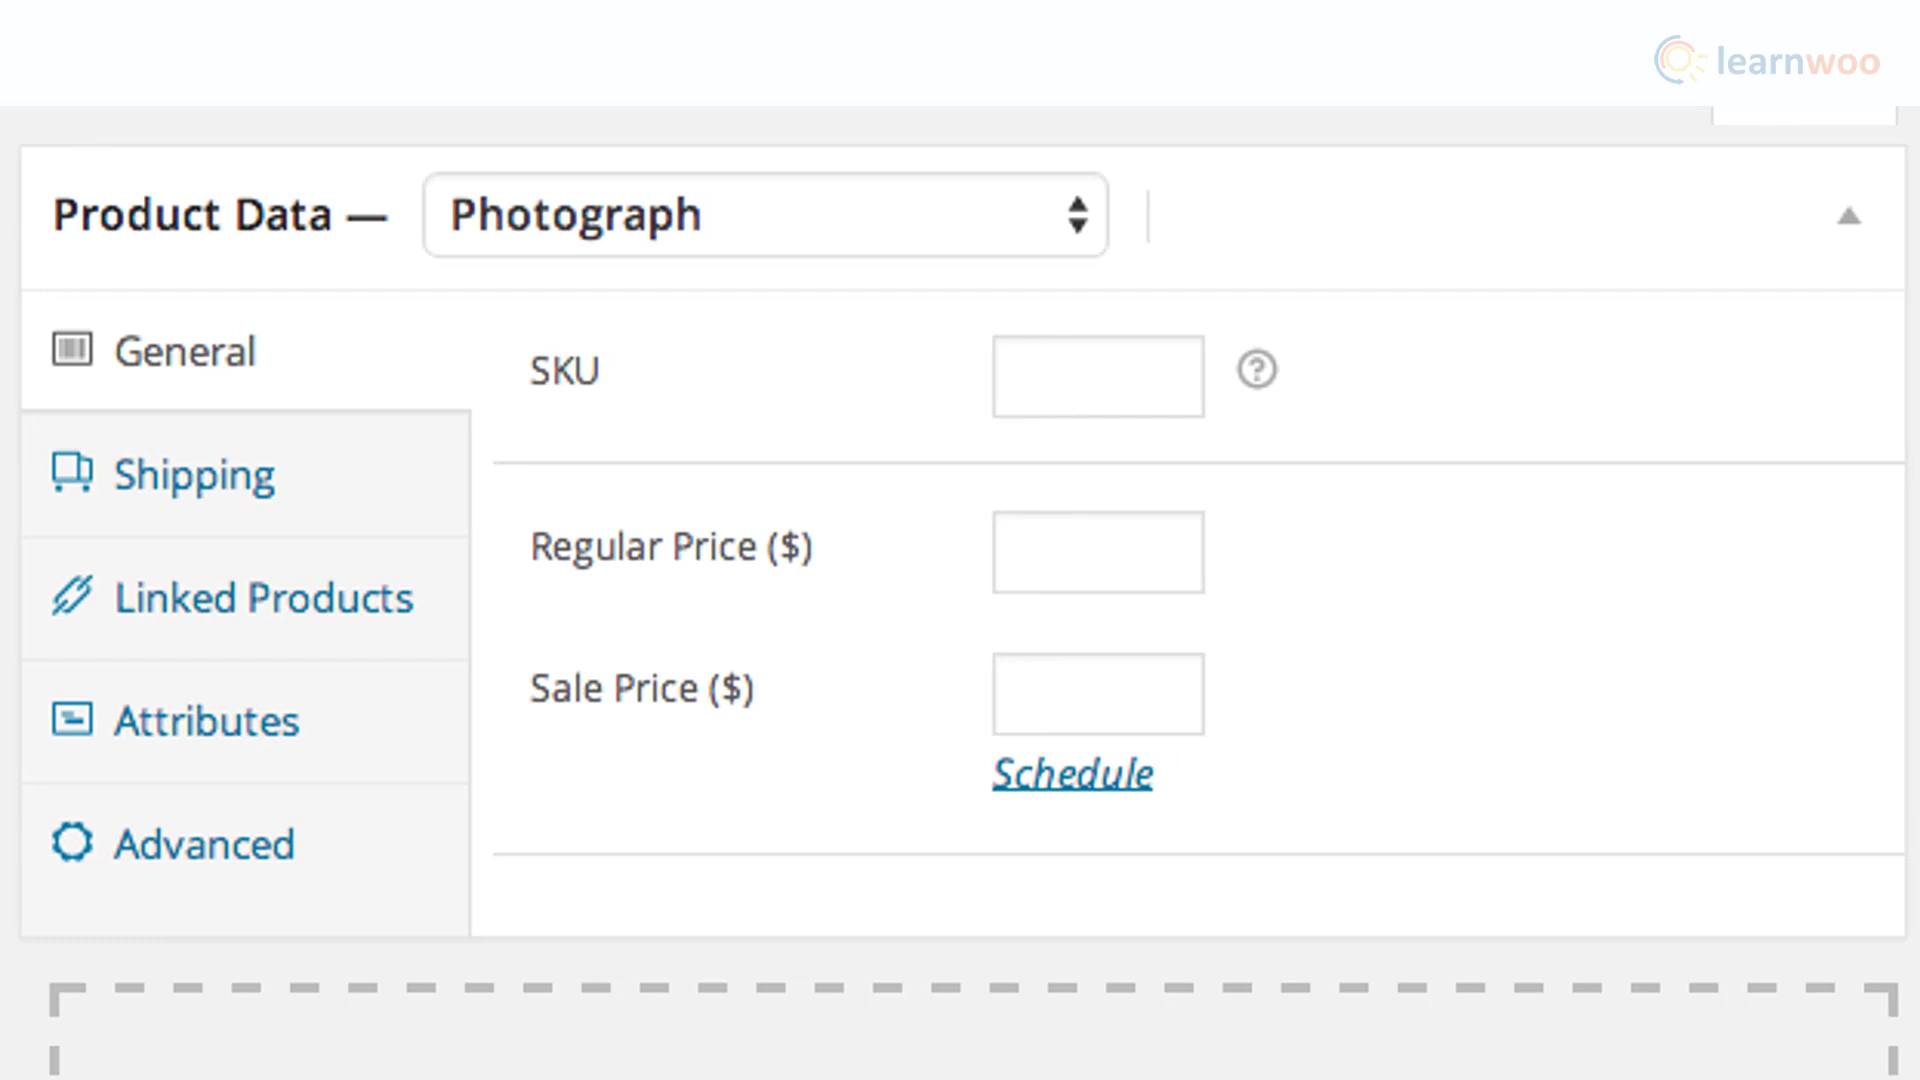 learnwoo
Product Data — Photograph
General
SKU
Shipping
Regular Price ($)
Linked Products
Sale Price ($)
Attributes
Schedule
Advanced